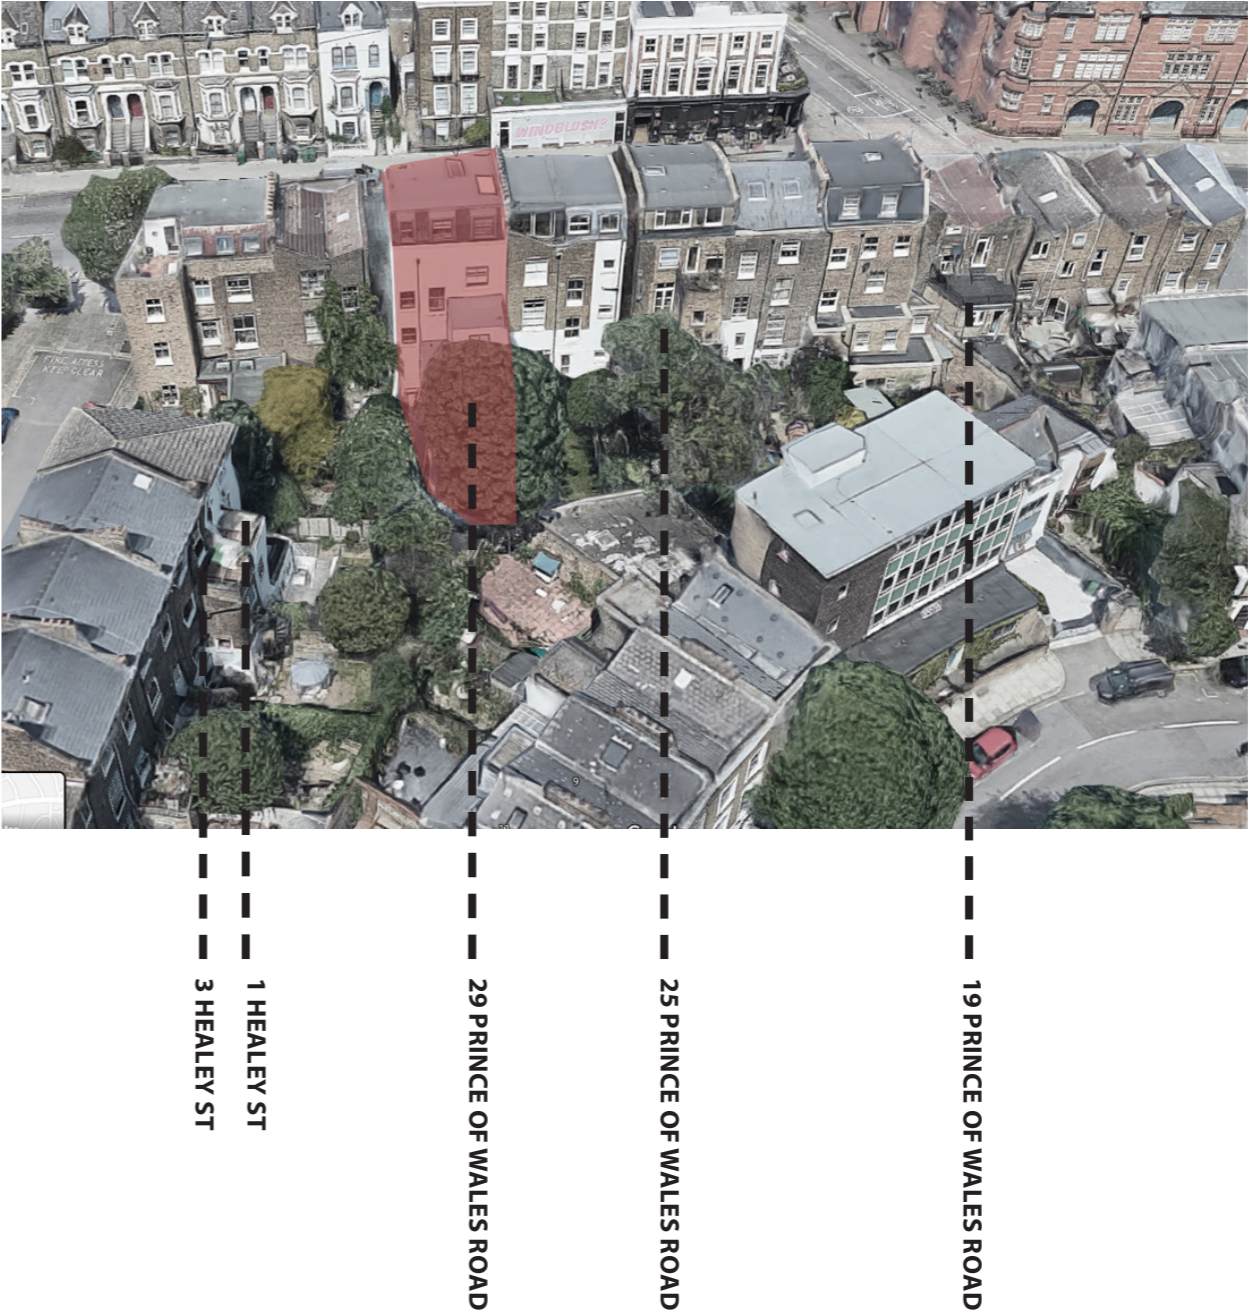 WINDBLUSH?
FIRE ACCESS
KEEP CLEAR
3 HEALEY ST
1 HEALEY ST
29 PRINCE OF WALES ROAD
25 PRINCE OF WALES ROAD
19 PRINCE OF WALES ROAD